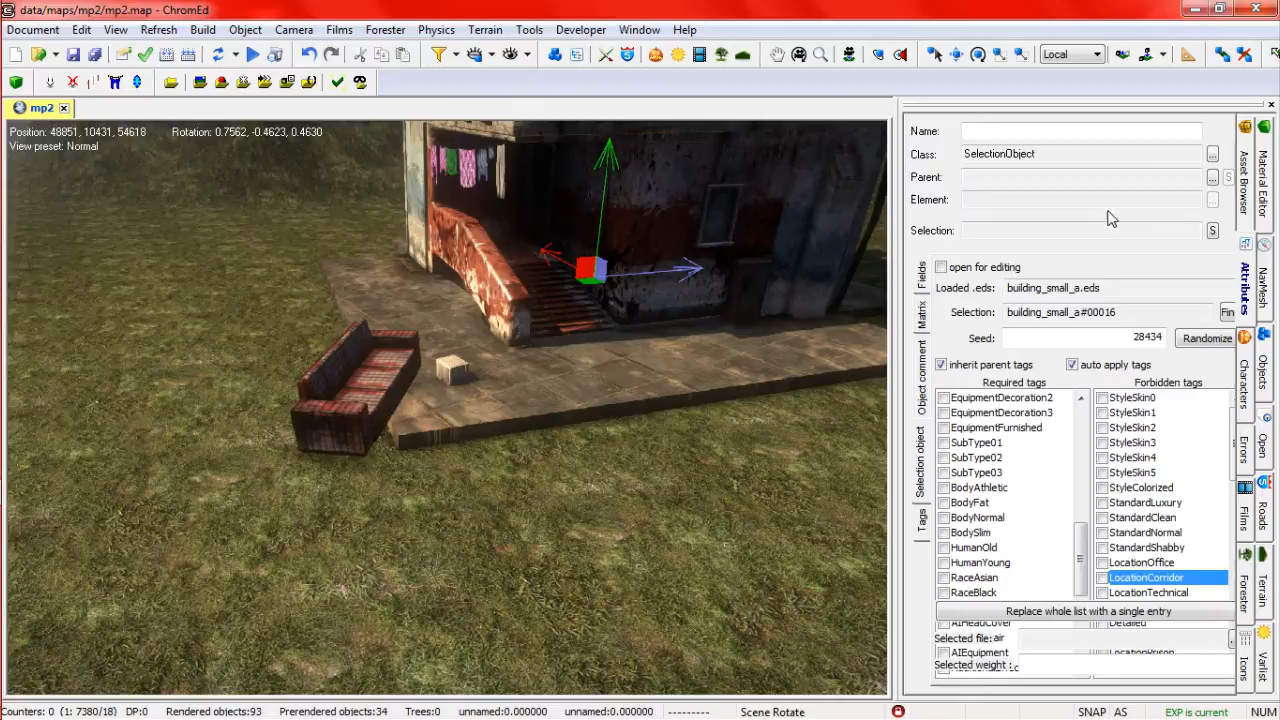 data/maps/mp2/mp2.map - ChromEd
Document Edit View Refresh Build Object Camera Films Forester Physics Terrain Tools Developer Window Help
Local
mp2
Position: 48851, 10431, 54618 Rotation: 0.7562, -0.4623, 0.4630
View preset: Normal
Name:
Class: SelectionObject ...
Parent: ... S
Element: ...
Selection: S
open for editing
Loaded .eds: building_small_a.eds
Selection: building_small_a#00016 Fin
Seed: 28434 Randomize
inherit parent tags auto apply tags
Required tags Forbidden tags
EquipmentDecoration2 StyleSkin0
EquipmentDecoration3 StyleSkin1
EquipmentFurnished StyleSkin2
SubType01 StyleSkin3
SubType02 StyleSkin4
SubType03 StyleSkin5
BodyAthletic StyleColorized
BodyFat StandardLuxury
BodyNormal StandardClean
BodySlim StandardNormal
HumanOld StandardShabby
HumanYoung LocationOffice
RaceAsian LocationCorridor
RaceBlack LocationTechnical
Replace whole list with a single entry
AIHeadCover Detailed
Selected file: air
AIEquipment LocationPrison
Selected weight:
Fields
Matrix
Object comment
Selection object
Tags
Asset Browser
Attributes
Characters
Errors
Films
Forester
Icons
Material Editor
NavMesh
Objects
Open
Roads
Terrain
Varlist
Counters: 0 (1: 7380/18) DP:0 Rendered objects:93 Prerendered objects:34 Trees:0 unnamed:0.000000 unnamed:0.000000 --------- Scene Rotate SNAP AS EXP is current NUM